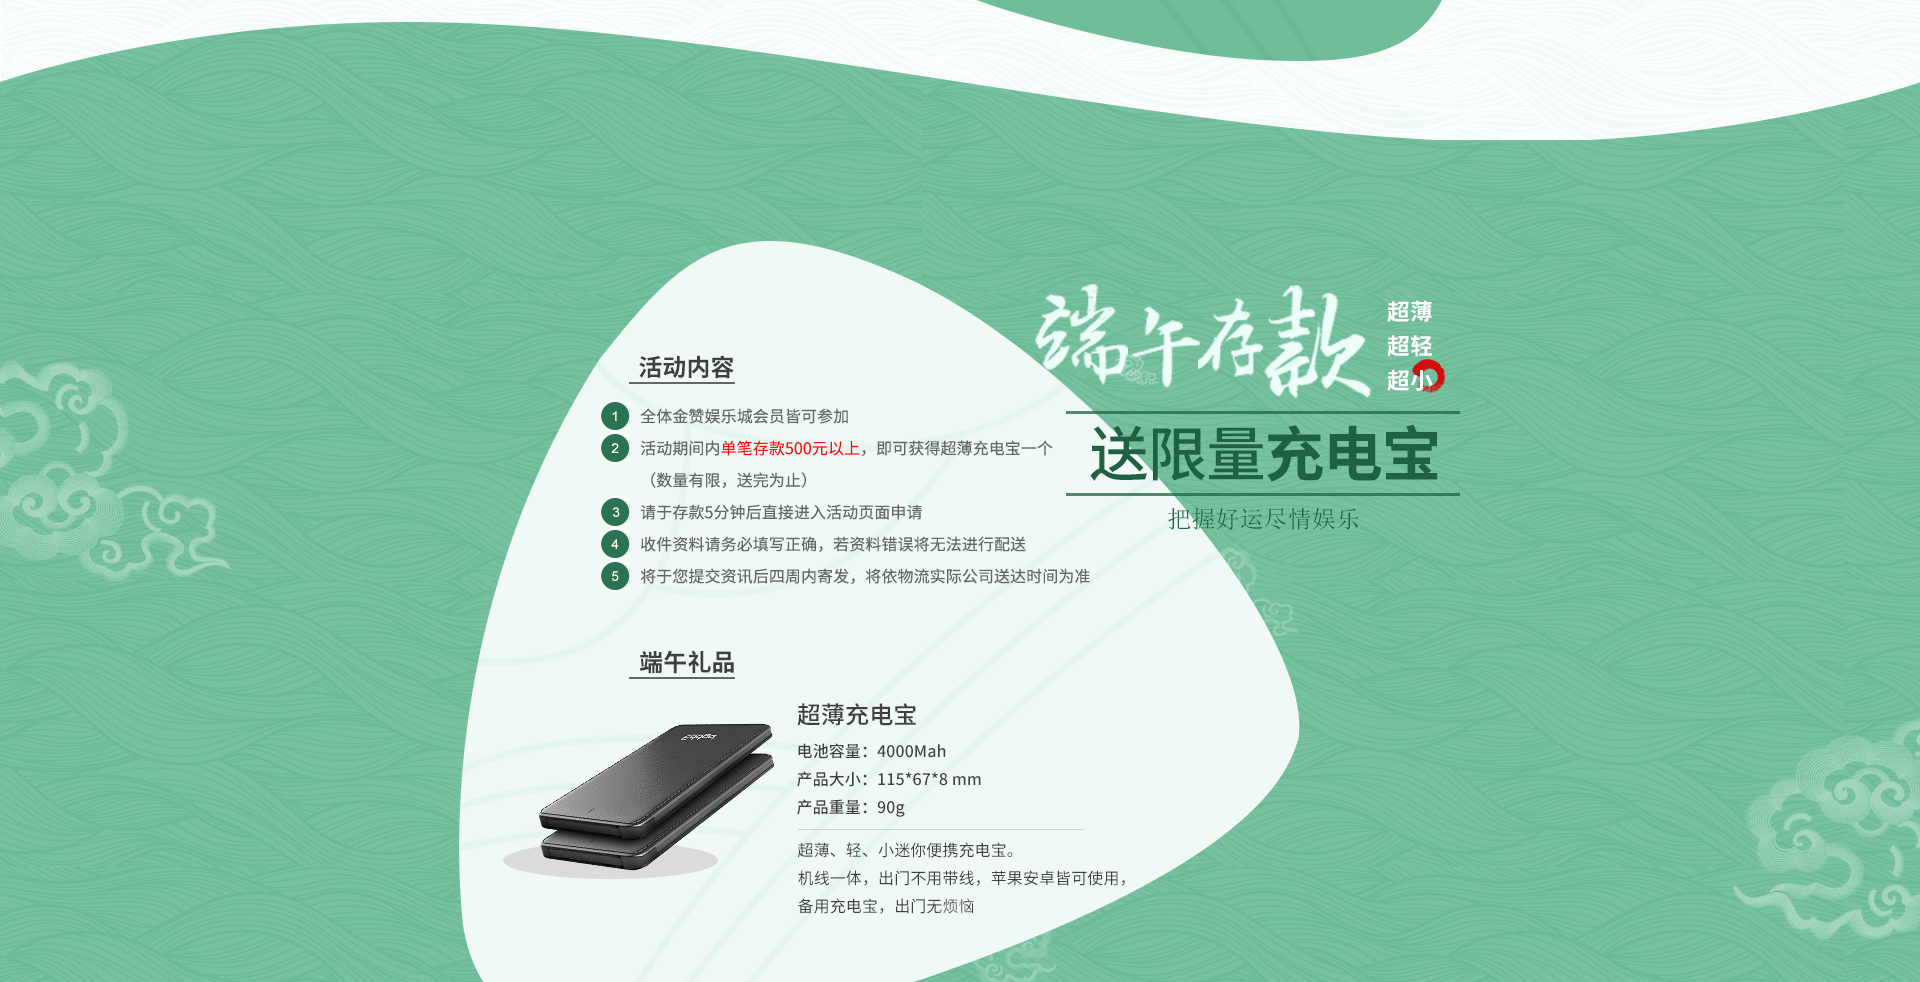 端午存款
超薄
超轻
超小
送限量充电宝
把握好运尽情娱乐
活动内容
1 全体金赞娱乐城会员皆可参加
2 活动期间内单笔存款500元以上，即可获得超薄充电宝一个
（数量有限，送完为止）
3 请于存款5分钟后直接进入活动页面申请
4 收件资料请务必填写正确，若资料错误将无法进行配送
5 将于您提交资讯后四周内寄发，将依物流实际公司送达时间为准
端午礼品
超薄充电宝
电池容量：4000Mah
产品大小：115*67*8 mm
产品重量：90g
超薄、轻、小迷你便携充电宝。
机线一体，出门不用带线，苹果安卓皆可使用，
备用充电宝，出门无烦恼